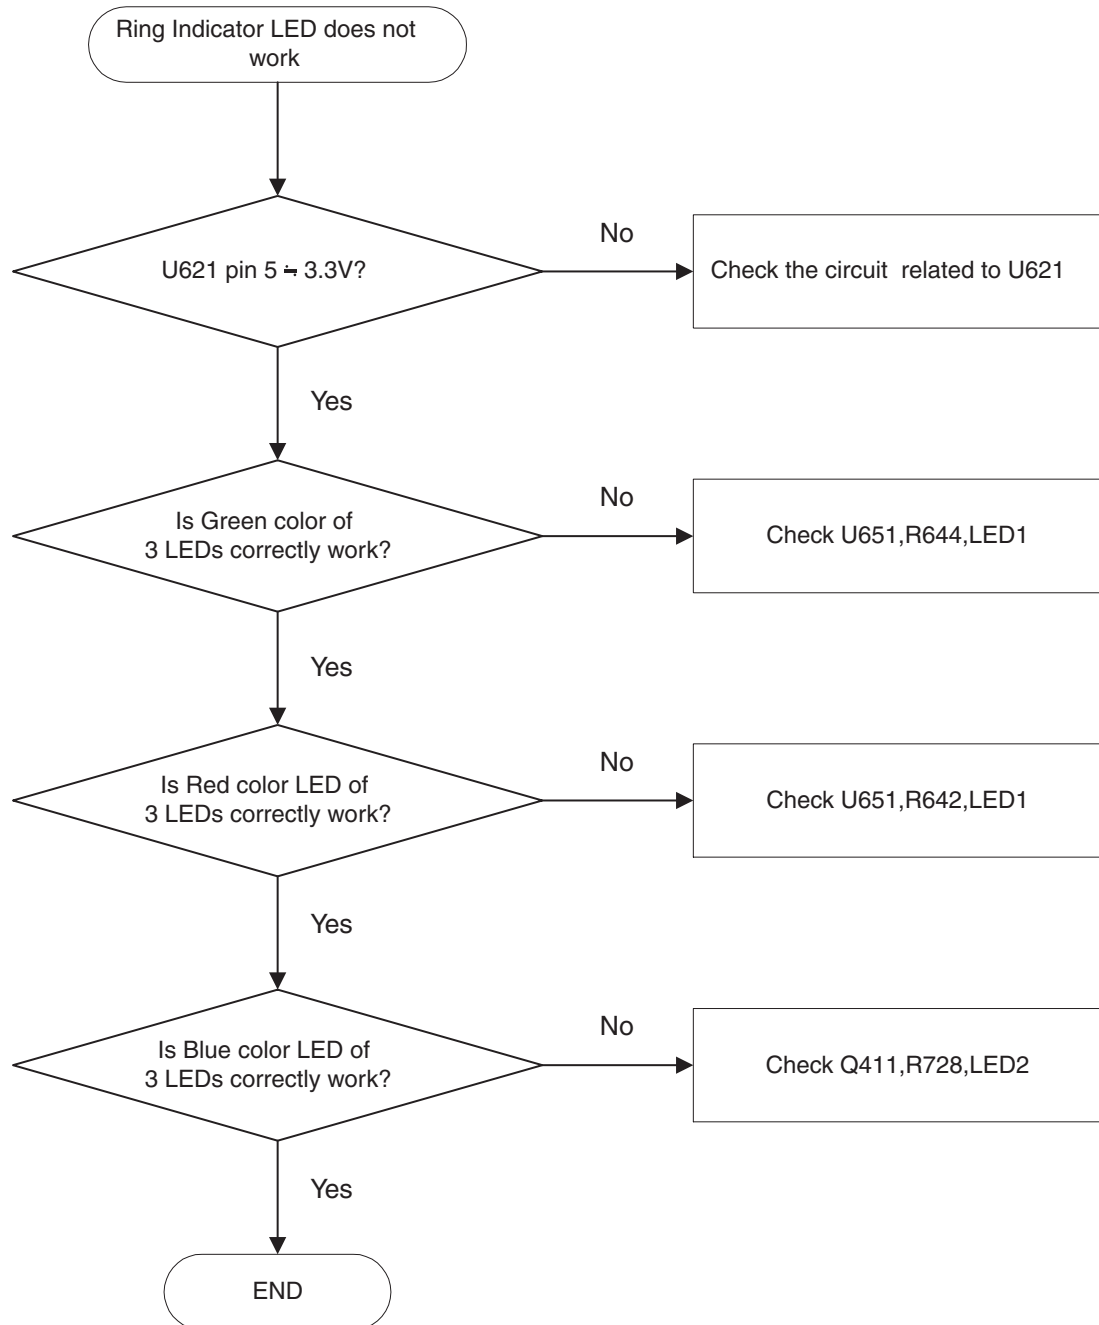 Ring Indicator LED does not
work
U621 pin 5 ≒ 3.3V?
No
Check the circuit related to U621
Yes
Is Green color of
3 LEDs correctly work?
No
Check U651,R644,LED1
Yes
Is Red color LED of
3 LEDs correctly work?
No
Check U651,R642,LED1
Yes
Is Blue color LED of
3 LEDs correctly work?
No
Check Q411,R728,LED2
Yes
END